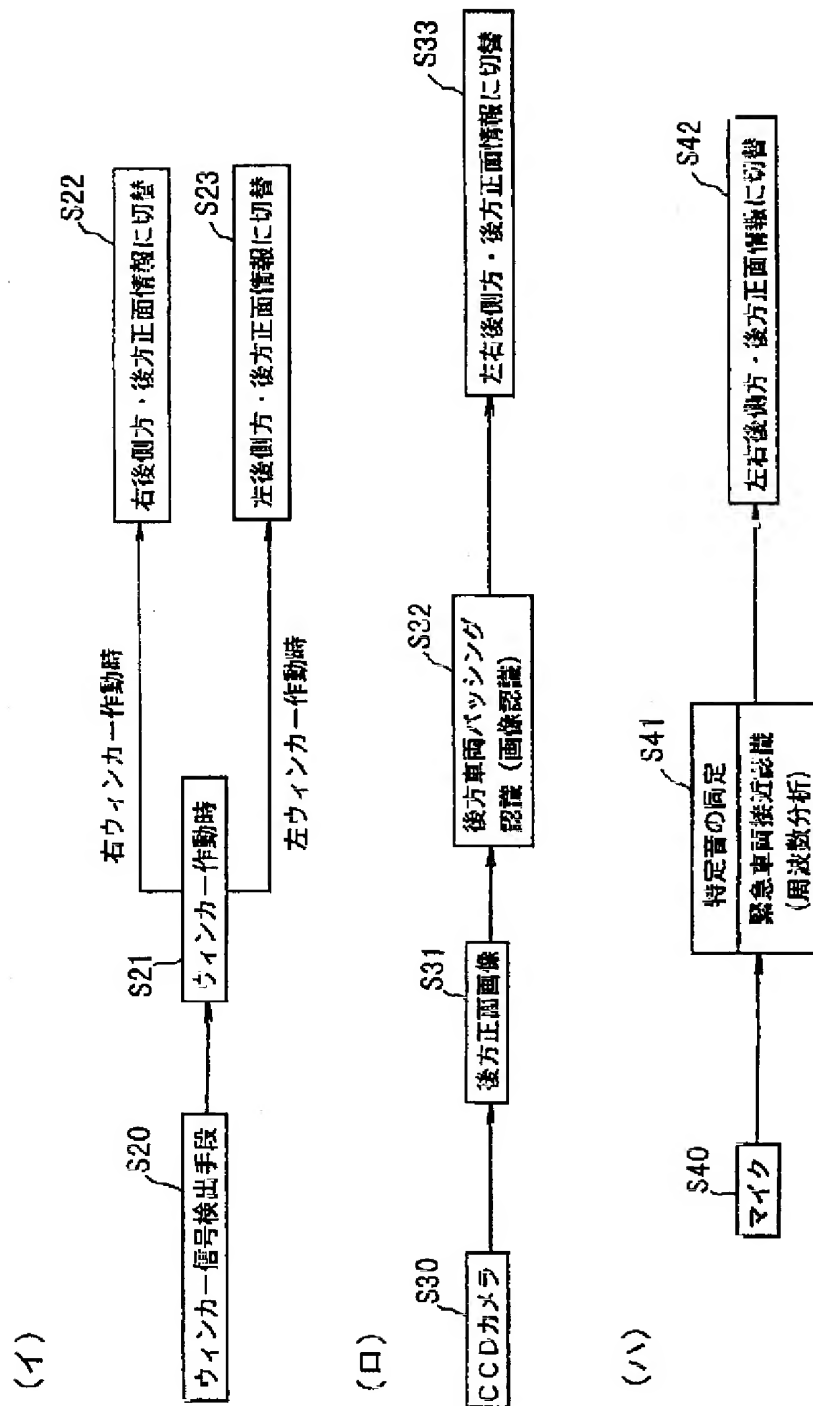 (イ)
S20
ウィンカー信号検出手段
S21
ウィンカー作動時
右ウィンカー作動時
S22
右後側方・後方正面情報に切替
左ウィンカー作動時
S23
左後側方・後方正面情報に切替
(ロ)
S30
CCDカメラ
S31
後方正面画像
S32
後方車両パッシング
認識(画像認識)
S33
左右後側方・後方正面情報に切替
(ハ)
S40
マイク
S41
特定音の同定
緊急車両接近認識
(周波数分析)
S42
左右後側方・後方正面情報に切替